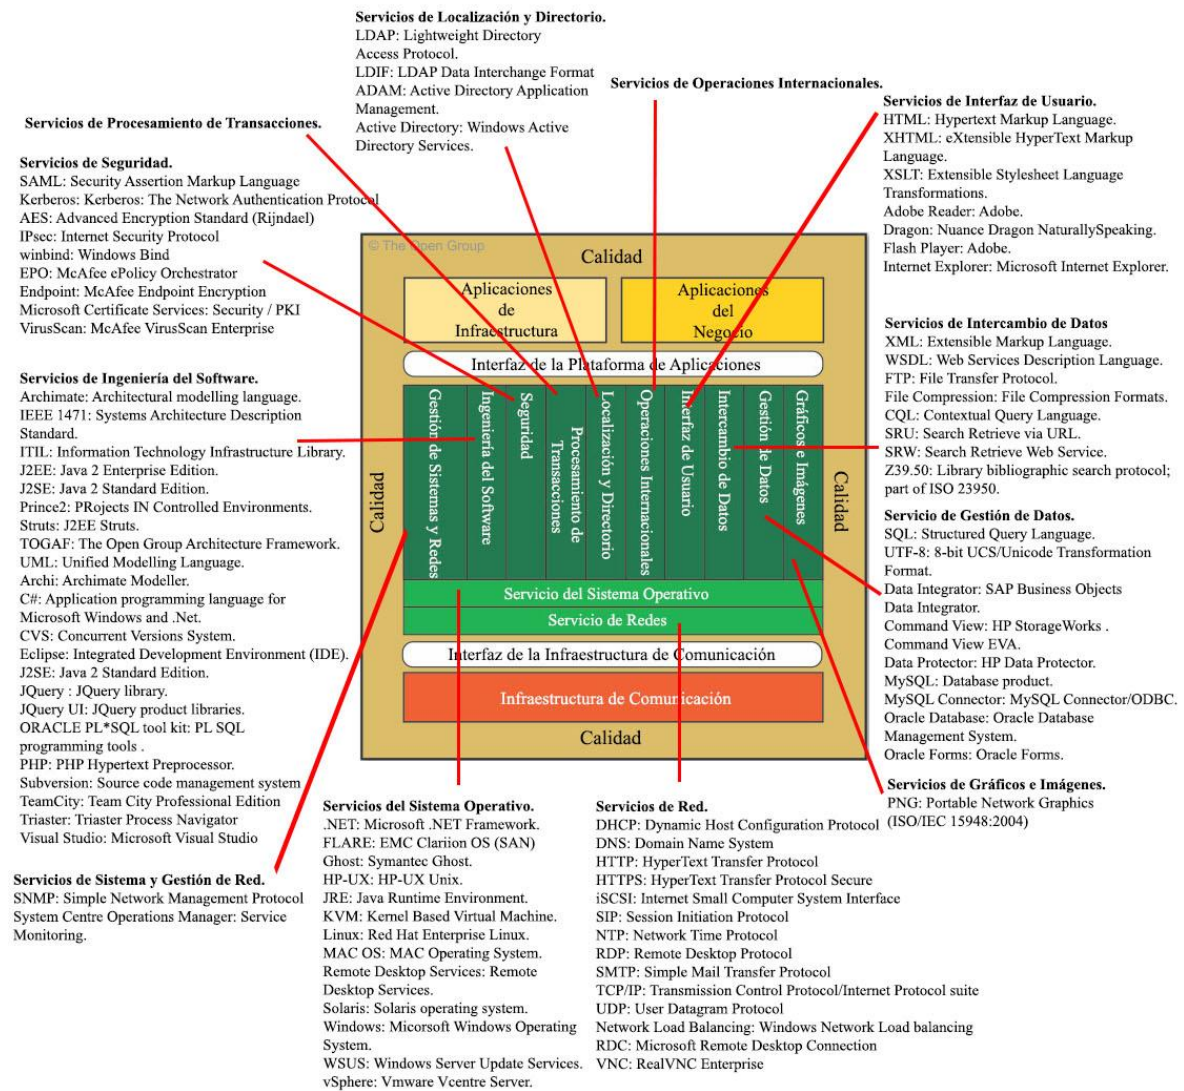 Servicios de Localización y Directorio.
LDAP: Lightweight Directory
Access Protocol.
LDIF: LDAP Data Interchange Format
ADAM: Active Directory Application
Management.
Active Directory: Windows Active
Directory Services.
Servicios de Operaciones Internacionales.
Servicios de Procesamiento de Transacciones.
Servicios de Seguridad.
SAML: Security Assertion Markup Language
Kerberos: Kerberos: The Network Authentication Protocol
AES: Advanced Encryption Standard (Rijndael)
IPsec: Internet Security Protocol
winbind: Windows Bind
EPO: McAfee ePolicy Orchestrator
Endpoint: McAfee Endpoint Encryption
Microsoft Certificate Services: Security / PKI
VirusScan: McAfee VirusScan Enterprise
Servicios de Ingeniería del Software.
Archimate: Architectural modelling language.
IEEE 1471: Systems Architecture Description
Standard.
ITIL: Information Technology Infrastructure Library.
J2EE: Java 2 Enterprise Edition.
J2SE: Java 2 Standard Edition.
Prince2: PRojects IN Controlled Environments.
Struts: J2EE Struts.
TOGAF: The Open Group Architecture Framework.
UML: Unified Modelling Language.
Archi: Archimate Modeller.
C#: Application programming language for
Microsoft Windows and .Net.
CVS: Concurrent Versions System.
Eclipse: Integrated Development Environment (IDE).
J2SE: Java 2 Standard Edition.
JQuery : JQuery library.
JQuery UI: JQuery product libraries.
ORACLE PL*SQL tool kit: PL SQL
programming tools .
PHP: PHP Hypertext Preprocessor.
Subversion: Source code management system
TeamCity: Team City Professional Edition
Triaster: Triaster Process Navigator
Visual Studio: Microsoft Visual Studio
Servicios de Sistema y Gestión de Red.
SNMP: Simple Network Management Protocol
System Centre Operations Manager: Service
Monitoring.
© The Open Group
Calidad
Aplicaciones
de
Infraestructura
Aplicaciones
del
Negocio
Interfaz de la Plataforma de Aplicaciones
Calidad
Gestión de Sistemas y Redes
Ingeniería del Software
Seguridad
Procesamiento de
Transacciones
Localización y Directorio
Operaciones Internacionales
Interfaz de Usuario
Intercambio de Datos
Gestión de Datos
Gráficos e Imágenes
Calidad
Servicio del Sistema Operativo
Servicio de Redes
Interfaz de la Infraestructura de Comunicación
Infraestructura de Comunicación
Calidad
Servicios de Interfaz de Usuario.
HTML: Hypertext Markup Language.
XHTML: eXtensible HyperText Markup
Language.
XSLT: Extensible Stylesheet Language
Transformations.
Adobe Reader: Adobe.
Dragon: Nuance Dragon NaturallySpeaking.
Flash Player: Adobe.
Internet Explorer: Microsoft Internet Explorer.
Servicios de Intercambio de Datos
XML: Extensible Markup Language.
WSDL: Web Services Description Language.
FTP: File Transfer Protocol.
File Compression: File Compression Formats.
CQL: Contextual Query Language.
SRU: Search Retrieve via URL.
SRW: Search Retrieve Web Service.
Z39.50: Library bibliographic search protocol;
part of ISO 23950.
Servicio de Gestión de Datos.
SQL: Structured Query Language.
UTF-8: 8-bit UCS/Unicode Transformation
Format.
Data Integrator: SAP Business Objects
Data Integrator.
Command View: HP StorageWorks .
Command View EVA.
Data Protector: HP Data Protector.
MySQL: Database product.
MySQL Connector: MySQL Connector/ODBC.
Oracle Database: Oracle Database
Management System.
Oracle Forms: Oracle Forms.
Servicios de Gráficos e Imágenes.
PNG: Portable Network Graphics
(ISO/IEC 15948:2004)
Servicios del Sistema Operativo.
.NET: Microsoft .NET Framework.
FLARE: EMC Clariion OS (SAN)
Ghost: Symantec Ghost.
HP-UX: HP-UX Unix.
JRE: Java Runtime Environment.
KVM: Kernel Based Virtual Machine.
Linux: Red Hat Enterprise Linux.
MAC OS: MAC Operating System.
Remote Desktop Services: Remote
Desktop Services.
Solaris: Solaris operating system.
Windows: Micorsoft Windows Operating
System.
WSUS: Windows Server Update Services.
vSphere: Vmware Vcentre Server.
Servicios de Red.
DHCP: Dynamic Host Configuration Protocol
DNS: Domain Name System
HTTP: HyperText Transfer Protocol
HTTPS: HyperText Transfer Protocol Secure
iSCSI: Internet Small Computer System Interface
SIP: Session Initiation Protocol
NTP: Network Time Protocol
RDP: Remote Desktop Protocol
SMTP: Simple Mail Transfer Protocol
TCP/IP: Transmission Control Protocol/Internet Protocol suite
UDP: User Datagram Protocol
Network Load Balancing: Windows Network Load balancing
RDC: Microsoft Remote Desktop Connection
VNC: RealVNC Enterprise